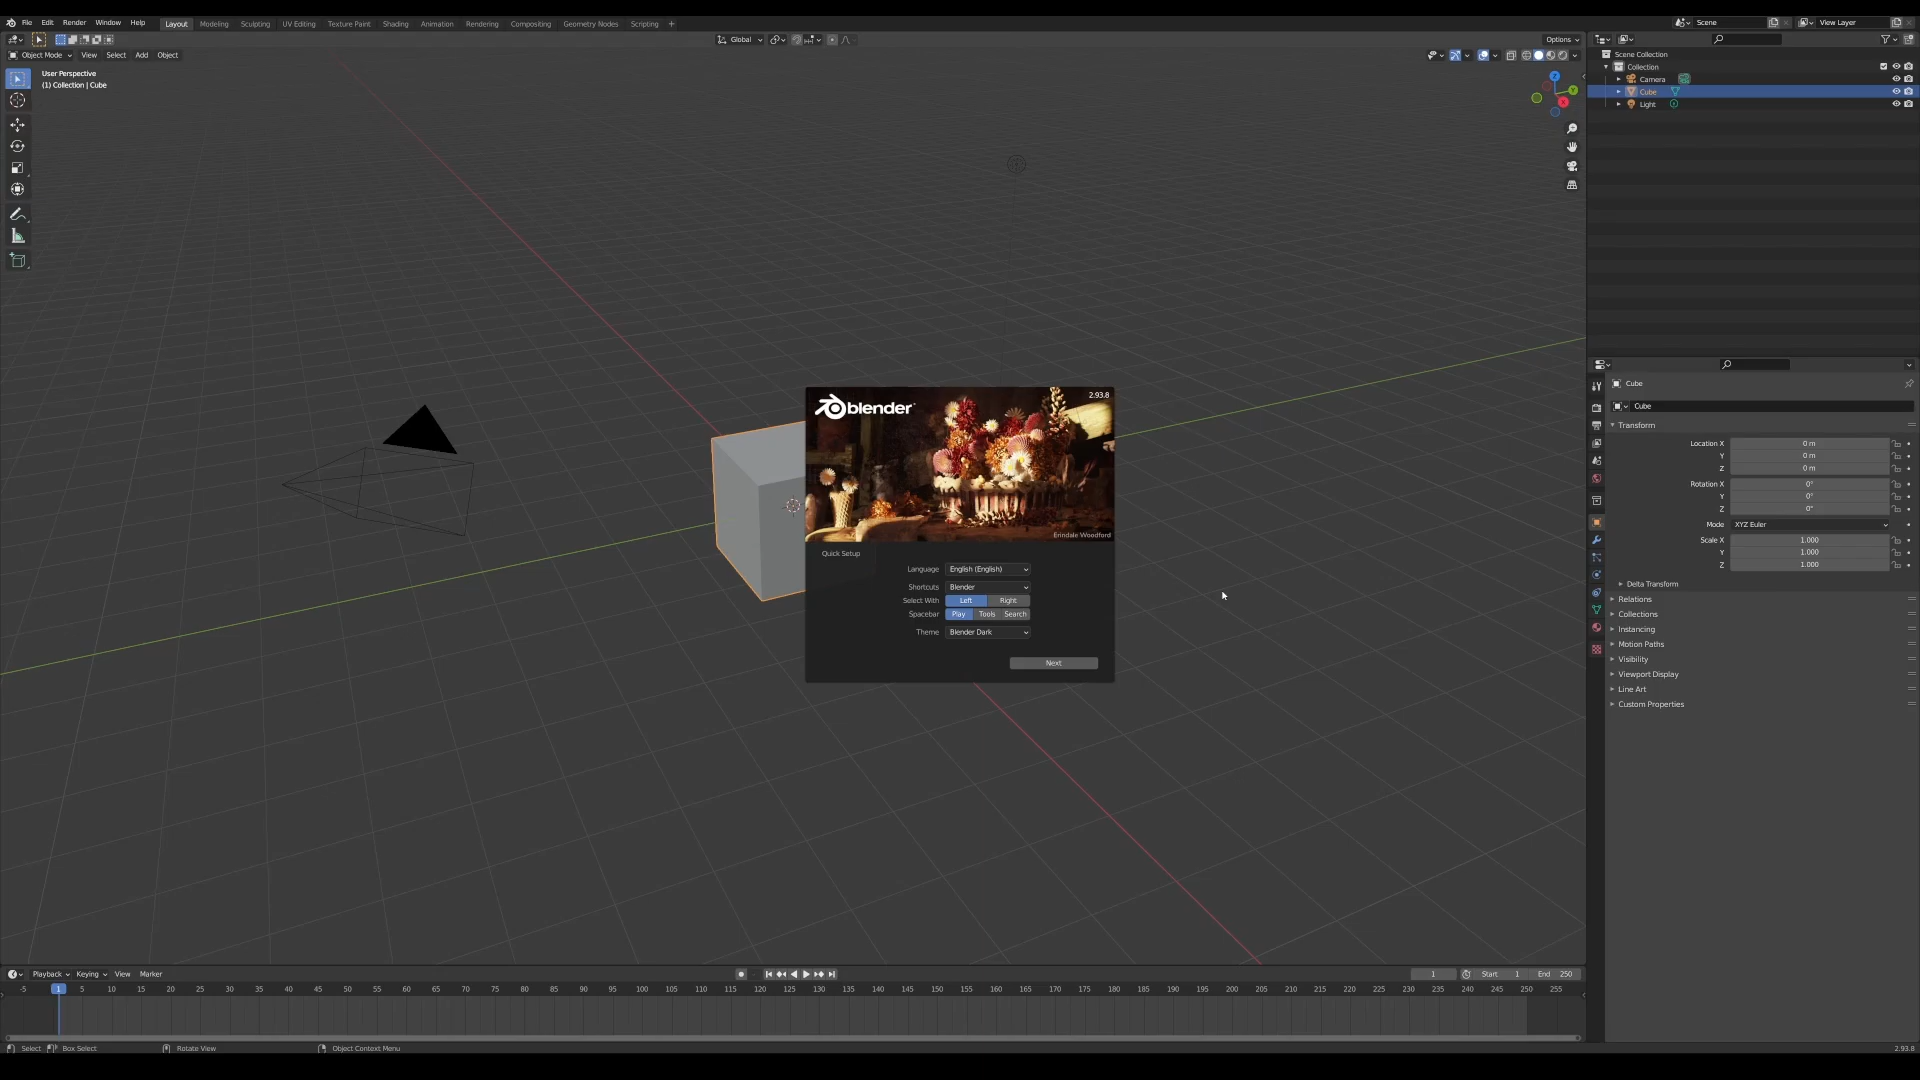 File Edit Render Window Help Layout Modeling Sculpting UV Editing Texture Paint Shading Animation Rendering Compositing Geometry Nodes Scripting + Scene View Layer
Global Options
Object Mode View Select Add Object
User Perspective
(1) Collection | Cube
Z
Y
X
Scene Collection
Collection
Camera
Cube
Light
blender
2.93.8
Erindale Woodford
Quick Setup
Language English (English)
Shortcuts Blender
Select With Left Right
Spacebar Play Tools Search
Theme Blender Dark
Next
Cube
Cube
Transform
Location X 0 m
Y 0 m
Z 0 m
Rotation X 0°
Y 0°
Z 0°
Mode XYZ Euler
Scale X 1.000
Y 1.000
Z 1.000
Delta Transform
Relations
Collections
Instancing
Motion Paths
Visibility
Viewport Display
Line Art
Custom Properties
Playback Keying View Marker 1 Start 1 End 250
-5 1 5 10 15 20 25 30 35 40 45 50 55 60 65 70 75 80 85 90 95 100 105 110 115 120 125 130 135 140 145 150 155 160 165 170 175 180 185 190 195 200 205 210 215 220 225 230 235 240 245 250 255
Select Box Select Rotate View Object Context Menu 2.93.8